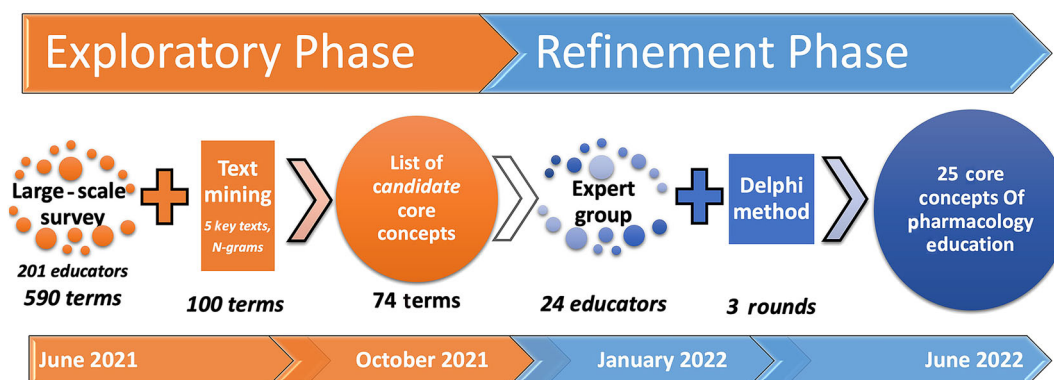 Exploratory Phase
Refinement Phase
Large-scale
survey
201 educators
590 terms
Text
mining
5 key texts,
N-grams
100 terms
List of
candidate
core
concepts
74 terms
Expert
group
24 educators
Delphi
method
3 rounds
25 core
concepts Of
pharmacology
education
June 2021
October 2021
January 2022
June 2022